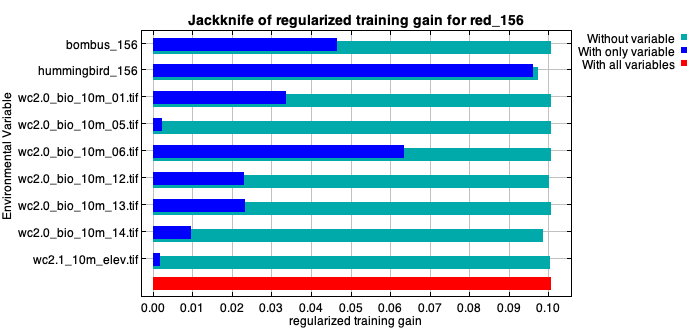 Jackknife of regularized training gain for red_156
Without variable
With only variable
With all variables
Environmental Variable
bombus_156
hummingbird_156
wc2.0_bio_10m_01.tif
wc2.0_bio_10m_05.tif
wc2.0_bio_10m_06.tif
wc2.0_bio_10m_12.tif
wc2.0_bio_10m_13.tif
wc2.0_bio_10m_14.tif
wc2.1_10m_elev.tif
0.00 0.01 0.02 0.03 0.04 0.05 0.06 0.07 0.08 0.09 0.10
regularized training gain